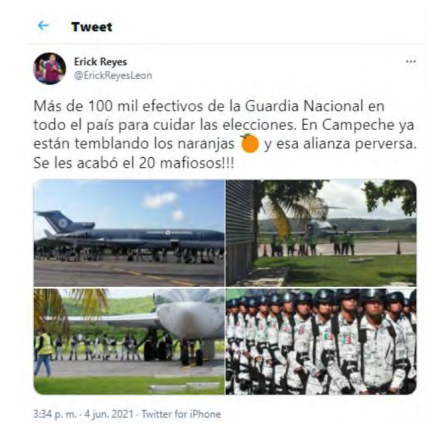 Tweet
Erick Reyes
@ErickReyesLeon
Más de 100 mil efectivos de la Guardia Nacional en
todo el país para cuidar las elecciones. En Campeche ya
están temblando los naranjas 🍊 y esa alianza perversa.
Se les acabó el 20 mafiosos!!!
3:34 p. m. · 4 jun. 2021 · Twitter for iPhone